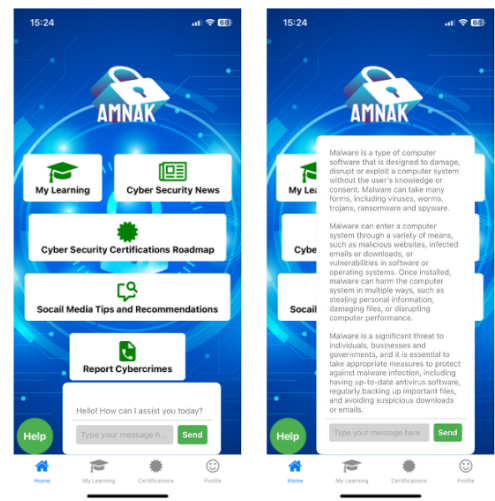 15:24
AMNAK
My Learning
Cyber Security News
Cyber Security Certifications Roadmap
Socail Media Tips and Recommendations
Report Cybercrimes
Hello! How can I assist you today?
Type your message h...
Send
Help
Home
My Learning
Certifications
Profile
15:24
AMNAK
My Le
Cybe
Socail
Malware is a type of computer
software that is designed to damage,
disrupt or exploit a computer system
without the user's knowledge or
consent. Malware can take many
forms, including viruses, worms,
trojans, ransomware and spyware.
Malware can enter a computer
system through a variety of means,
such as malicious websites, infected
emails or downloads, or
vulnerabilities in software or
operating systems. Once installed,
malware can harm the computer
system in multiple ways, such as
stealing personal information,
damaging files, or disrupting
computer performance.
Malware is a significant threat to
individuals, businesses and
governments, and it is essential to
take appropriate measures to protect
against malware infection, including
having up-to-date antivirus software,
regularly backing up important files,
and avoiding suspicious downloads
or emails.
Type your message here
Send
Help
Home
My Learning
Certifications
Profile